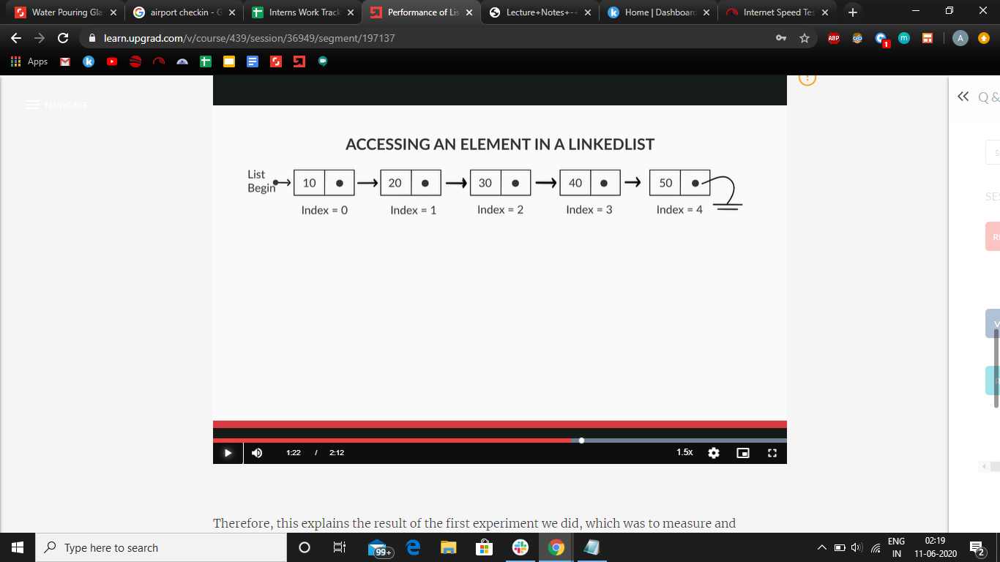 Water Pouring Gla
airport checkin - G
Interns Work Track
Performance of Lis
Lecture+Notes+-+
Home | Dashboard
Internet Speed Tes
learn.upgrad.com/v/course/439/session/36949/segment/197137
ABP
1
m
A
Apps
NAVIGATE
Q &
ACCESSING AN ELEMENT IN A LINKEDLIST
List
Begin
10
20
30
40
50
Index = 0
Index = 1
Index = 2
Index = 3
Index = 4
S
SES
RE
V
R
1:22 / 2:12
1.5x
Therefore, this explains the result of the first experiment we did, which was to measure and
Type here to search
99+
ENG
IN
02:19
11-06-2020
2